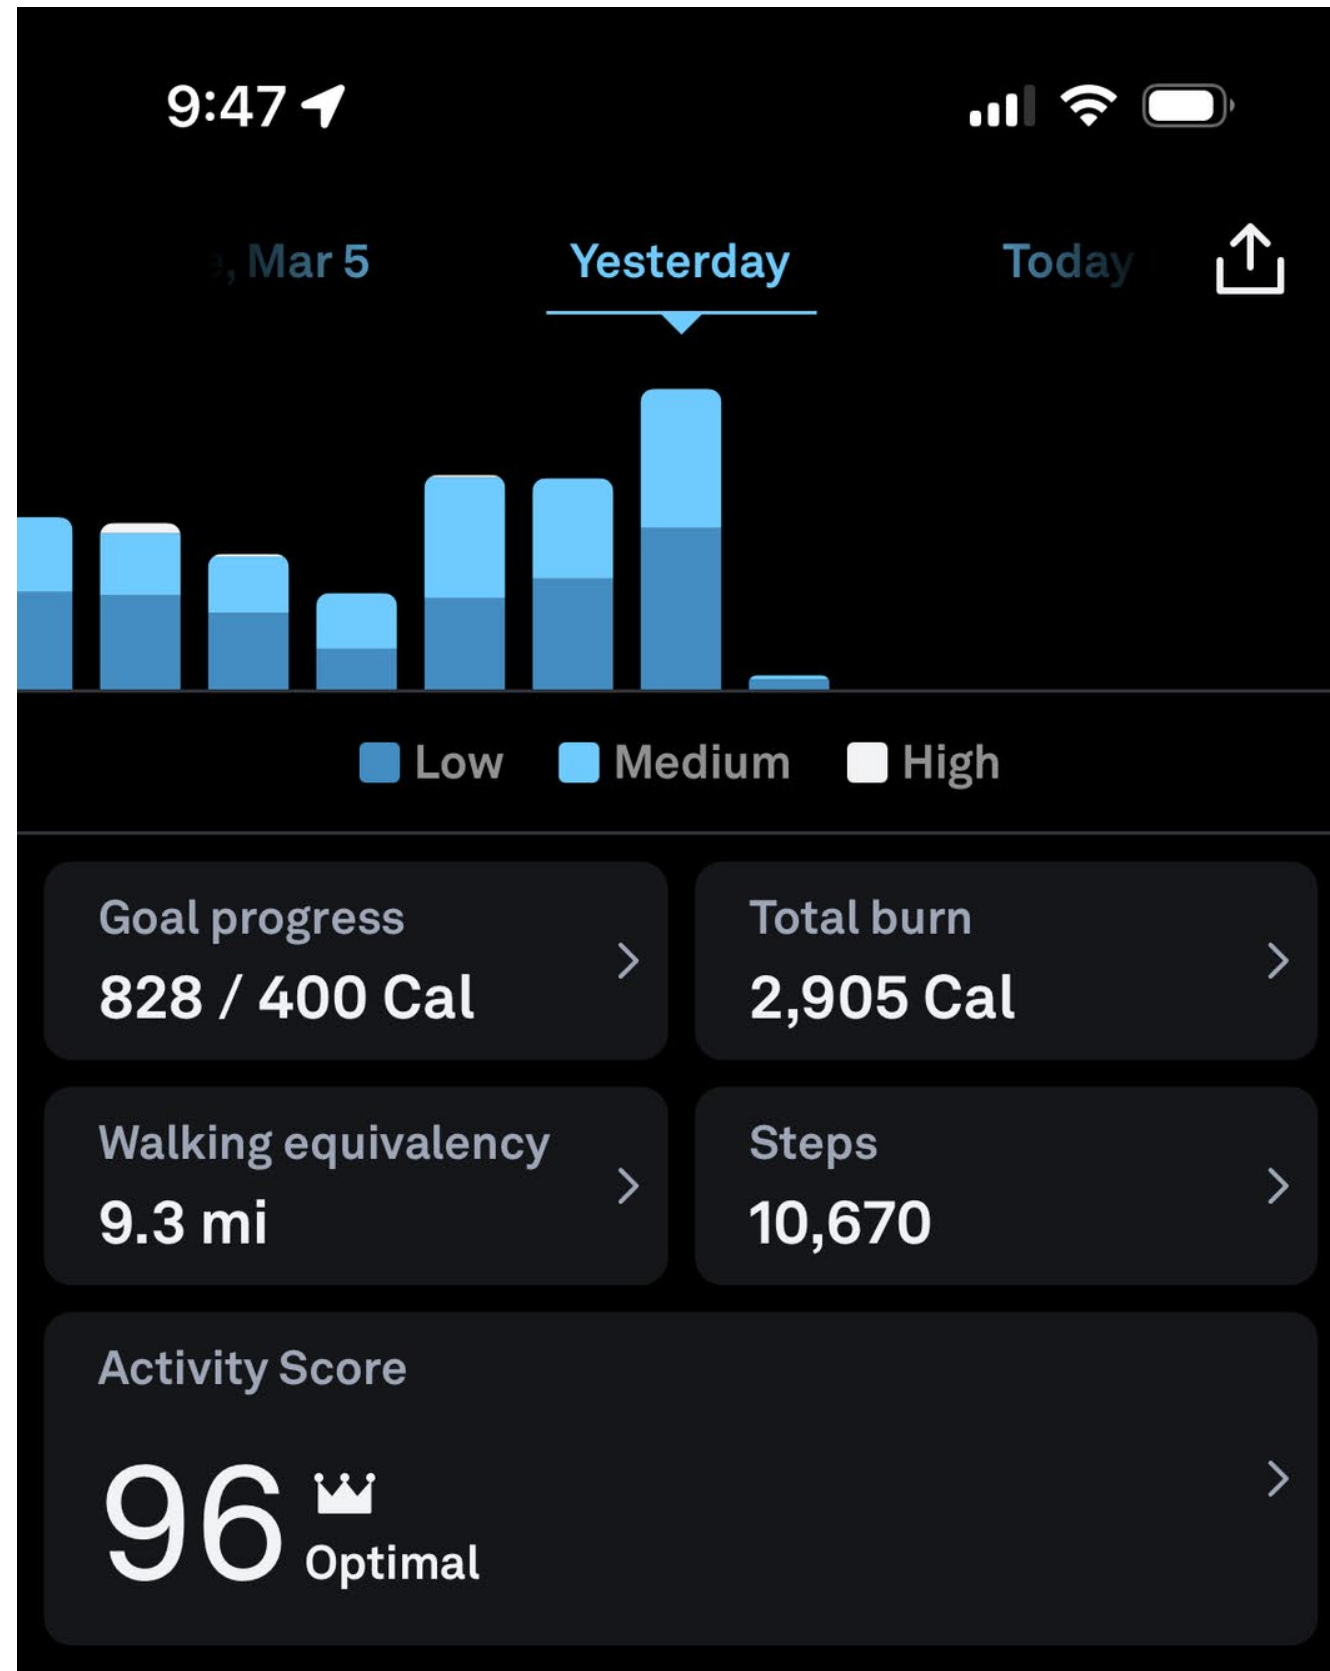 9:47
, Mar 5
Yesterday
Today
Low
Medium
High
Goal progress
828 / 400 Cal
Total burn
2,905 Cal
Walking equivalency
9.3 mi
Steps
10,670
Activity Score
96
Optimal